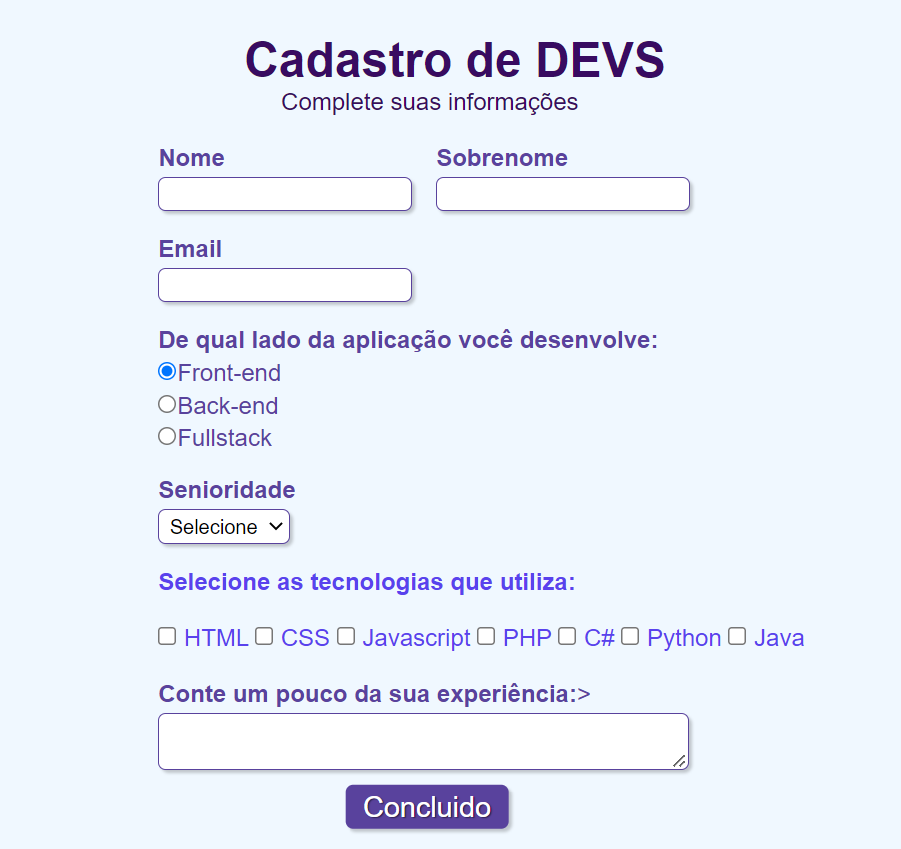 Cadastro de DEVS
Complete suas informações
Nome Sobrenome
Email
De qual lado da aplicação você desenvolve:
Front-end
Back-end
Fullstack
Senioridade
Selecione
Selecione as tecnologias que utiliza:
HTML CSS Javascript PHP C# Python Java
Conte um pouco da sua experiência:>
Concluido